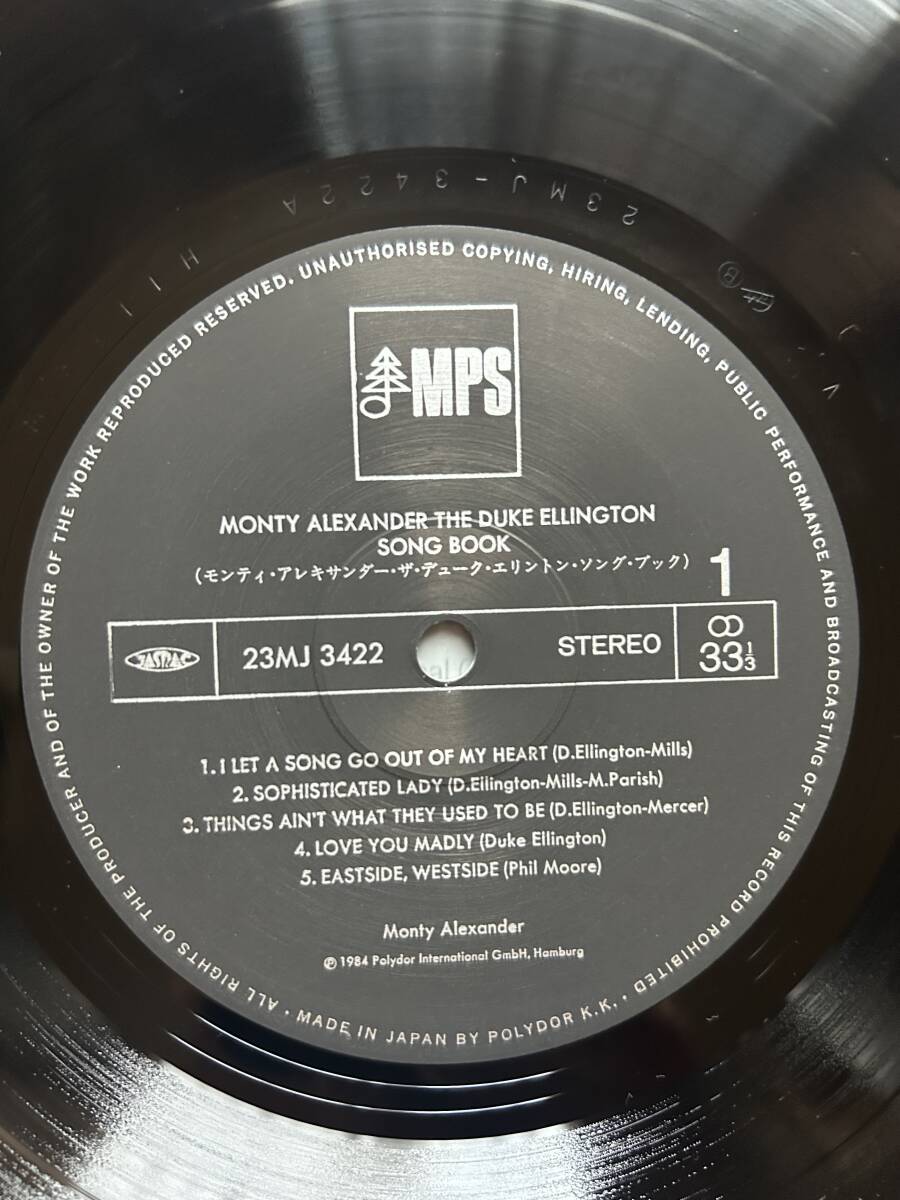 23MJ-3422A
H11
B
ALL RIGHTS OF THE PRODUCER AND OF THE OWNER OF THE WORK REPRODUCED RESERVED. UNAUTHORISED COPYING, HIRING, LENDING, PUBLIC PERFORMANCE AND BROADCASTING OF THIS RECORD PROHIBITED • MADE IN JAPAN BY POLYDOR K.K. •
MPS
MONTY ALEXANDER THE DUKE ELLINGTON
SONG BOOK
(モンティ・アレキサンダー・ザ・デューク・エリントン・ソング・ブック)
1
JASRAC
23MJ 3422
STEREO
33 1/3
1. I LET A SONG GO OUT OF MY HEART (D.Ellington-Mills)
2. SOPHISTICATED LADY (D.Ellington-Mills-M.Parish)
3. THINGS AIN'T WHAT THEY USED TO BE (D.Ellington-Mercer)
4. LOVE YOU MADLY (Duke Ellington)
5. EASTSIDE, WESTSIDE (Phil Moore)
Monty Alexander
℗ 1984 Polydor International GmbH, Hamburg